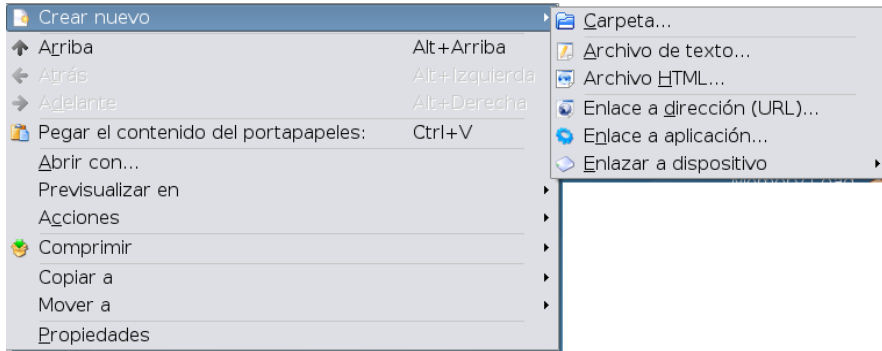 Crear nuevo
Arriba Alt+Arriba
Atrás Alt+Izquierda
Adelante Alt+Derecha
Pegar el contenido del portapapeles: Ctrl+V
Abrir con...
Previsualizar en
Acciones
Comprimir
Copiar a
Mover a
Propiedades
Carpeta...
Archivo de texto...
Archivo HTML...
Enlace a dirección (URL)...
Enlace a aplicación...
Enlazar a dispositivo